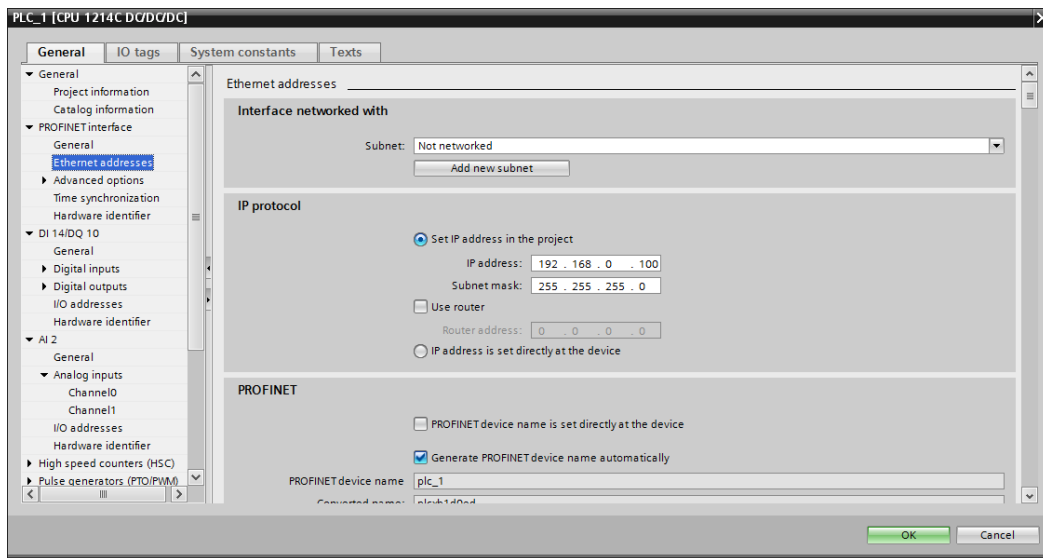 PLC_1 [CPU 1214C DC/DC/DC]
General IO tags System constants Texts
General
Project information
Catalog information
PROFINET interface
General
Ethernet addresses
Advanced options
Time synchronization
Hardware identifier
DI 14/DQ 10
General
Digital inputs
Digital outputs
I/O addresses
Hardware identifier
AI 2
General
Analog inputs
Channel0
Channel1
I/O addresses
Hardware identifier
High speed counters (HSC)
Pulse generators (PTO/PWM)
Ethernet addresses
Interface networked with
Subnet: Not networked
Add new subnet
IP protocol
Set IP address in the project
IP address: 192 . 168 . 0 . 100
Subnet mask: 255 . 255 . 255 . 0
Use router
Router address: 0 . 0 . 0 . 0
IP address is set directly at the device
PROFINET
PROFINET device name is set directly at the device
Generate PROFINET device name automatically
PROFINET device name plc_1
Converted name: plcxb1d0ed
OK Cancel